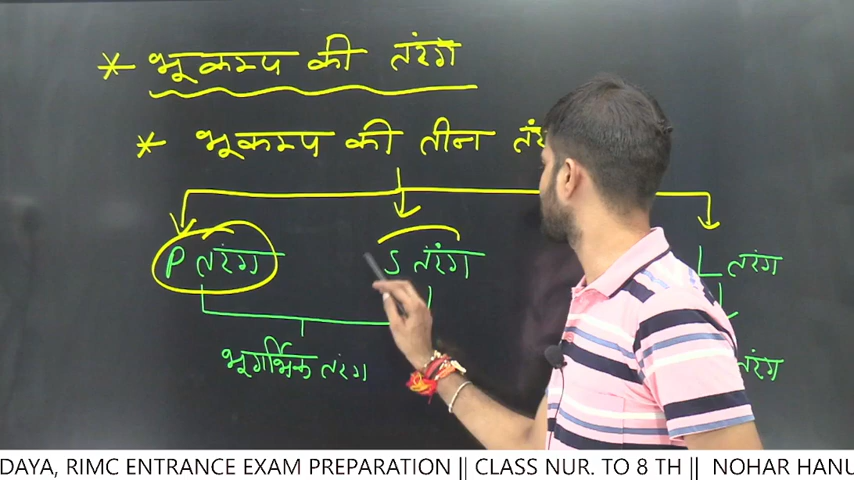 * भूकम्प की तरंग
* भूकम्प की तीन
P तरंग S तरंग L तरंग
भूगर्भिक तरंग तरंग
DAYA, RIMC ENTRANCE EXAM PREPARATION || CLASS NUR. TO 8 TH || NOHAR HANU